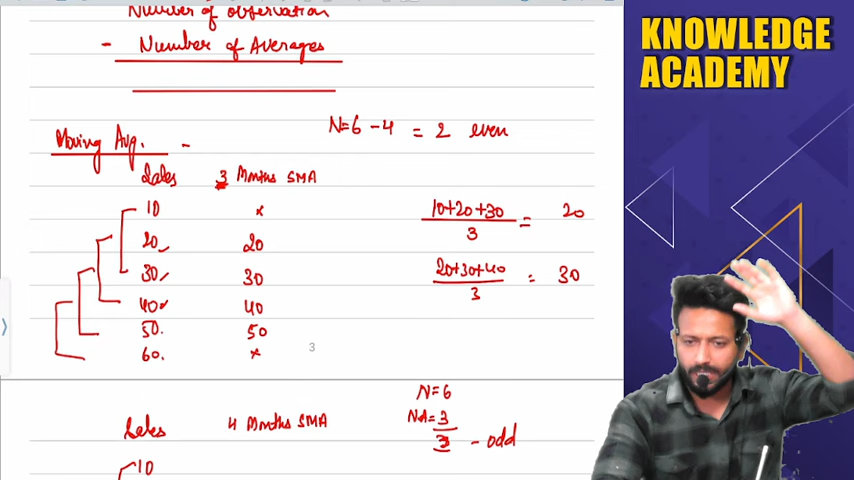 Number of observation
- Number of Averages
N=6 - 4 = 2 even
Moving Avg. -
Sales 3 Months SMA
10 ×
20 20
30 30
40 40
50. 50
60. ×
10+20+30 / 3 = 20
20+30+40 / 3 = 30
3
N=6
NA=3
3 - odd
Sales 4 Months SMA
10
KNOWLEDGE
ACADEMY